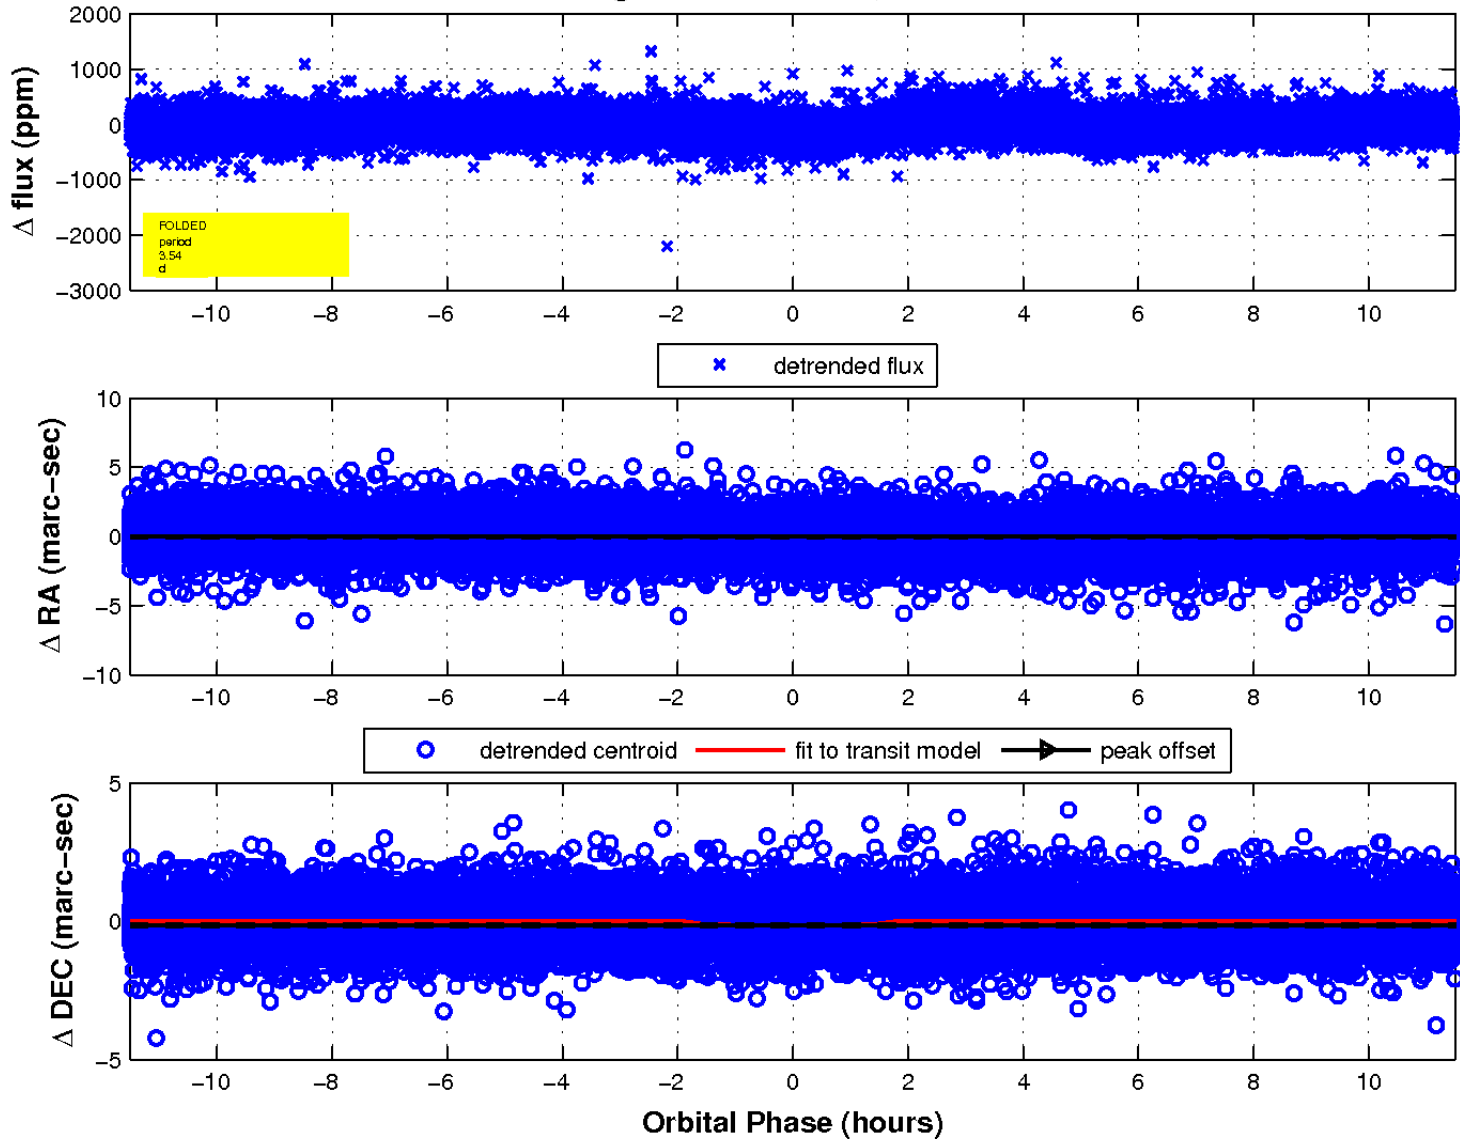 2000
1000
0
−1000
−2000
−3000
Δ flux (ppm)
FOLDED
period
3.54
d
−10 −8 −6 −4 −2 0 2 4 6 8 10
detrended flux
10
5
0
−5
−10
Δ RA (marc−sec)
−10 −8 −6 −4 −2 0 2 4 6 8 10
detrended centroid fit to transit model peak offset
5
0
−5
Δ DEC (marc−sec)
−10 −8 −6 −4 −2 0 2 4 6 8 10
Orbital Phase (hours)